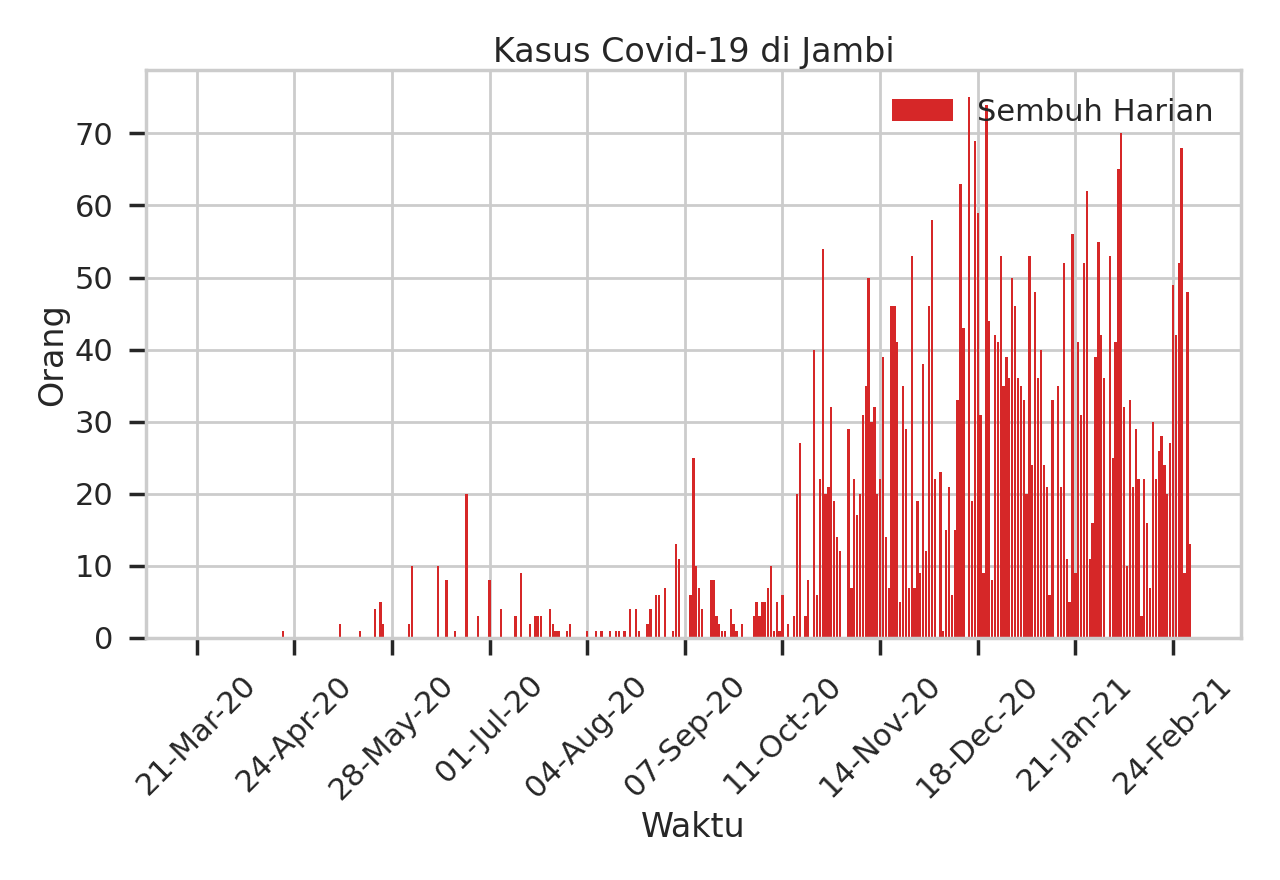 Kasus Covid-19 di Jambi
Sembuh Harian
Orang
70
60
50
40
30
20
10
0
21-Mar-20
24-Apr-20
28-May-20
01-Jul-20
04-Aug-20
07-Sep-20
11-Oct-20
14-Nov-20
18-Dec-20
21-Jan-21
24-Feb-21
Waktu